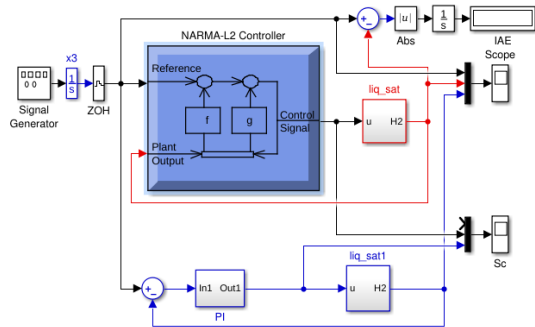 NARMA-L2 Controller
+
−
|u|
Abs
1
s
IAE
Scope
x3
1
s
Signal
Generator
ZOH
Reference
f
g
Plant
Output
Control
Signal
liq_sat
u
H2
Sc
+
−
In1
Out1
PI
liq_sat1
u
H2